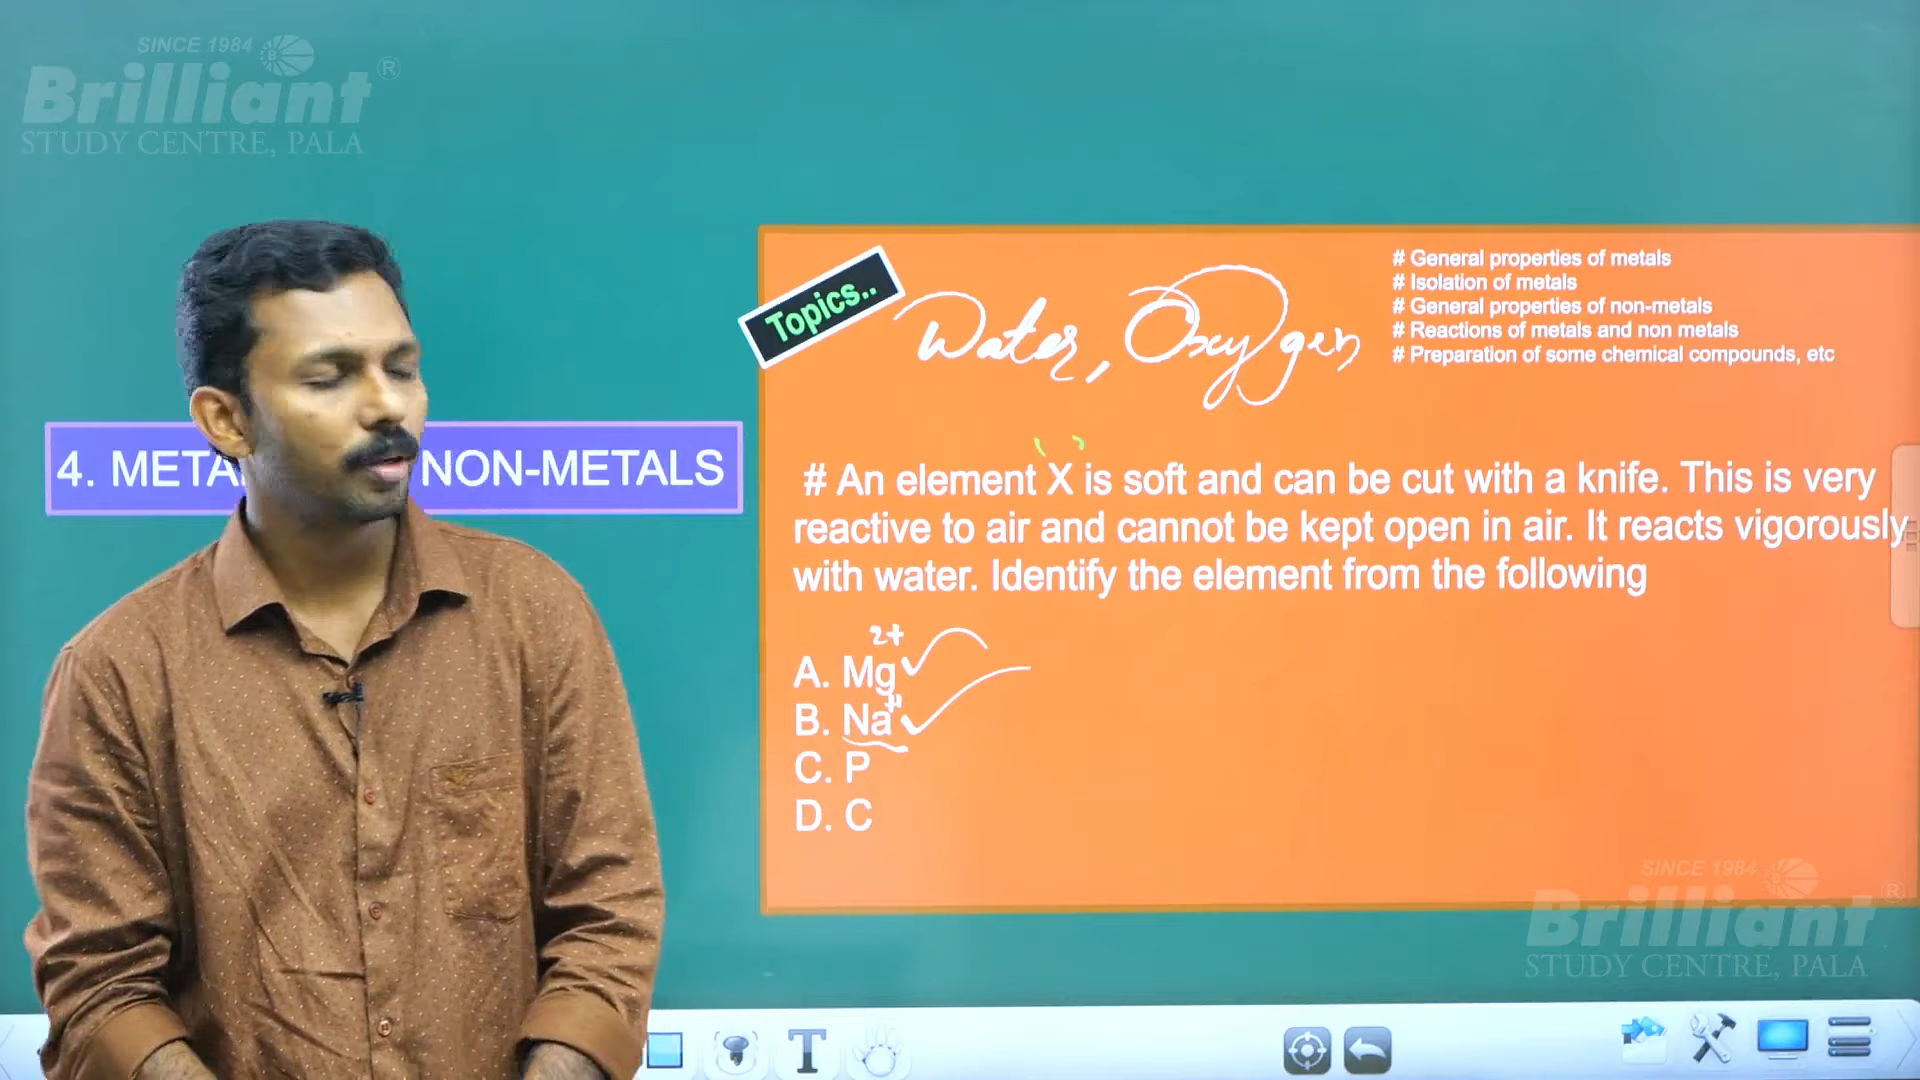 SINCE 1984
Brilliant®
STUDY CENTRE, PALA
Topics..
Water, Oxygen
# General properties of metals
# Isolation of metals
# General properties of non-metals
# Reactions of metals and non metals
# Preparation of some chemical compounds, etc
4. META NON-METALS
# An element X is soft and can be cut with a knife. This is very
reactive to air and cannot be kept open in air. It reacts vigorously
with water. Identify the element from the following
2+
A. Mg
B. Na+
C. P
D. C
SINCE 1984
Brilliant®
STUDY CENTRE, PALA
T